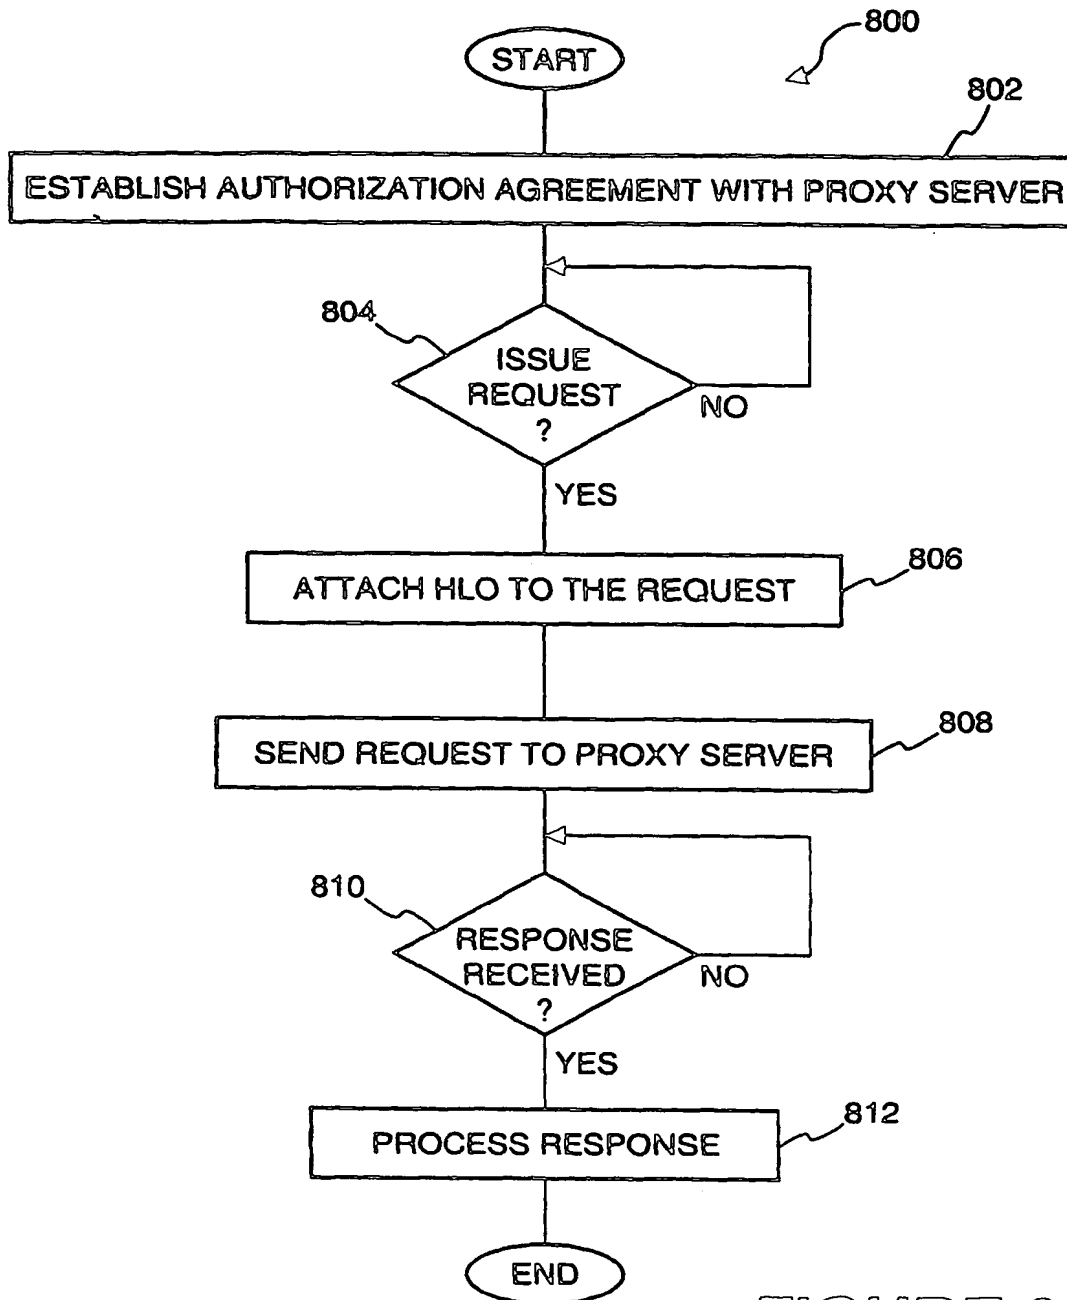 800
START
802
ESTABLISH AUTHORIZATION AGREEMENT WITH PROXY SERVER
804
ISSUE
REQUEST
?
NO
YES
806
ATTACH HLO TO THE REQUEST
808
SEND REQUEST TO PROXY SERVER
810
RESPONSE
RECEIVED
?
NO
YES
812
PROCESS RESPONSE
END